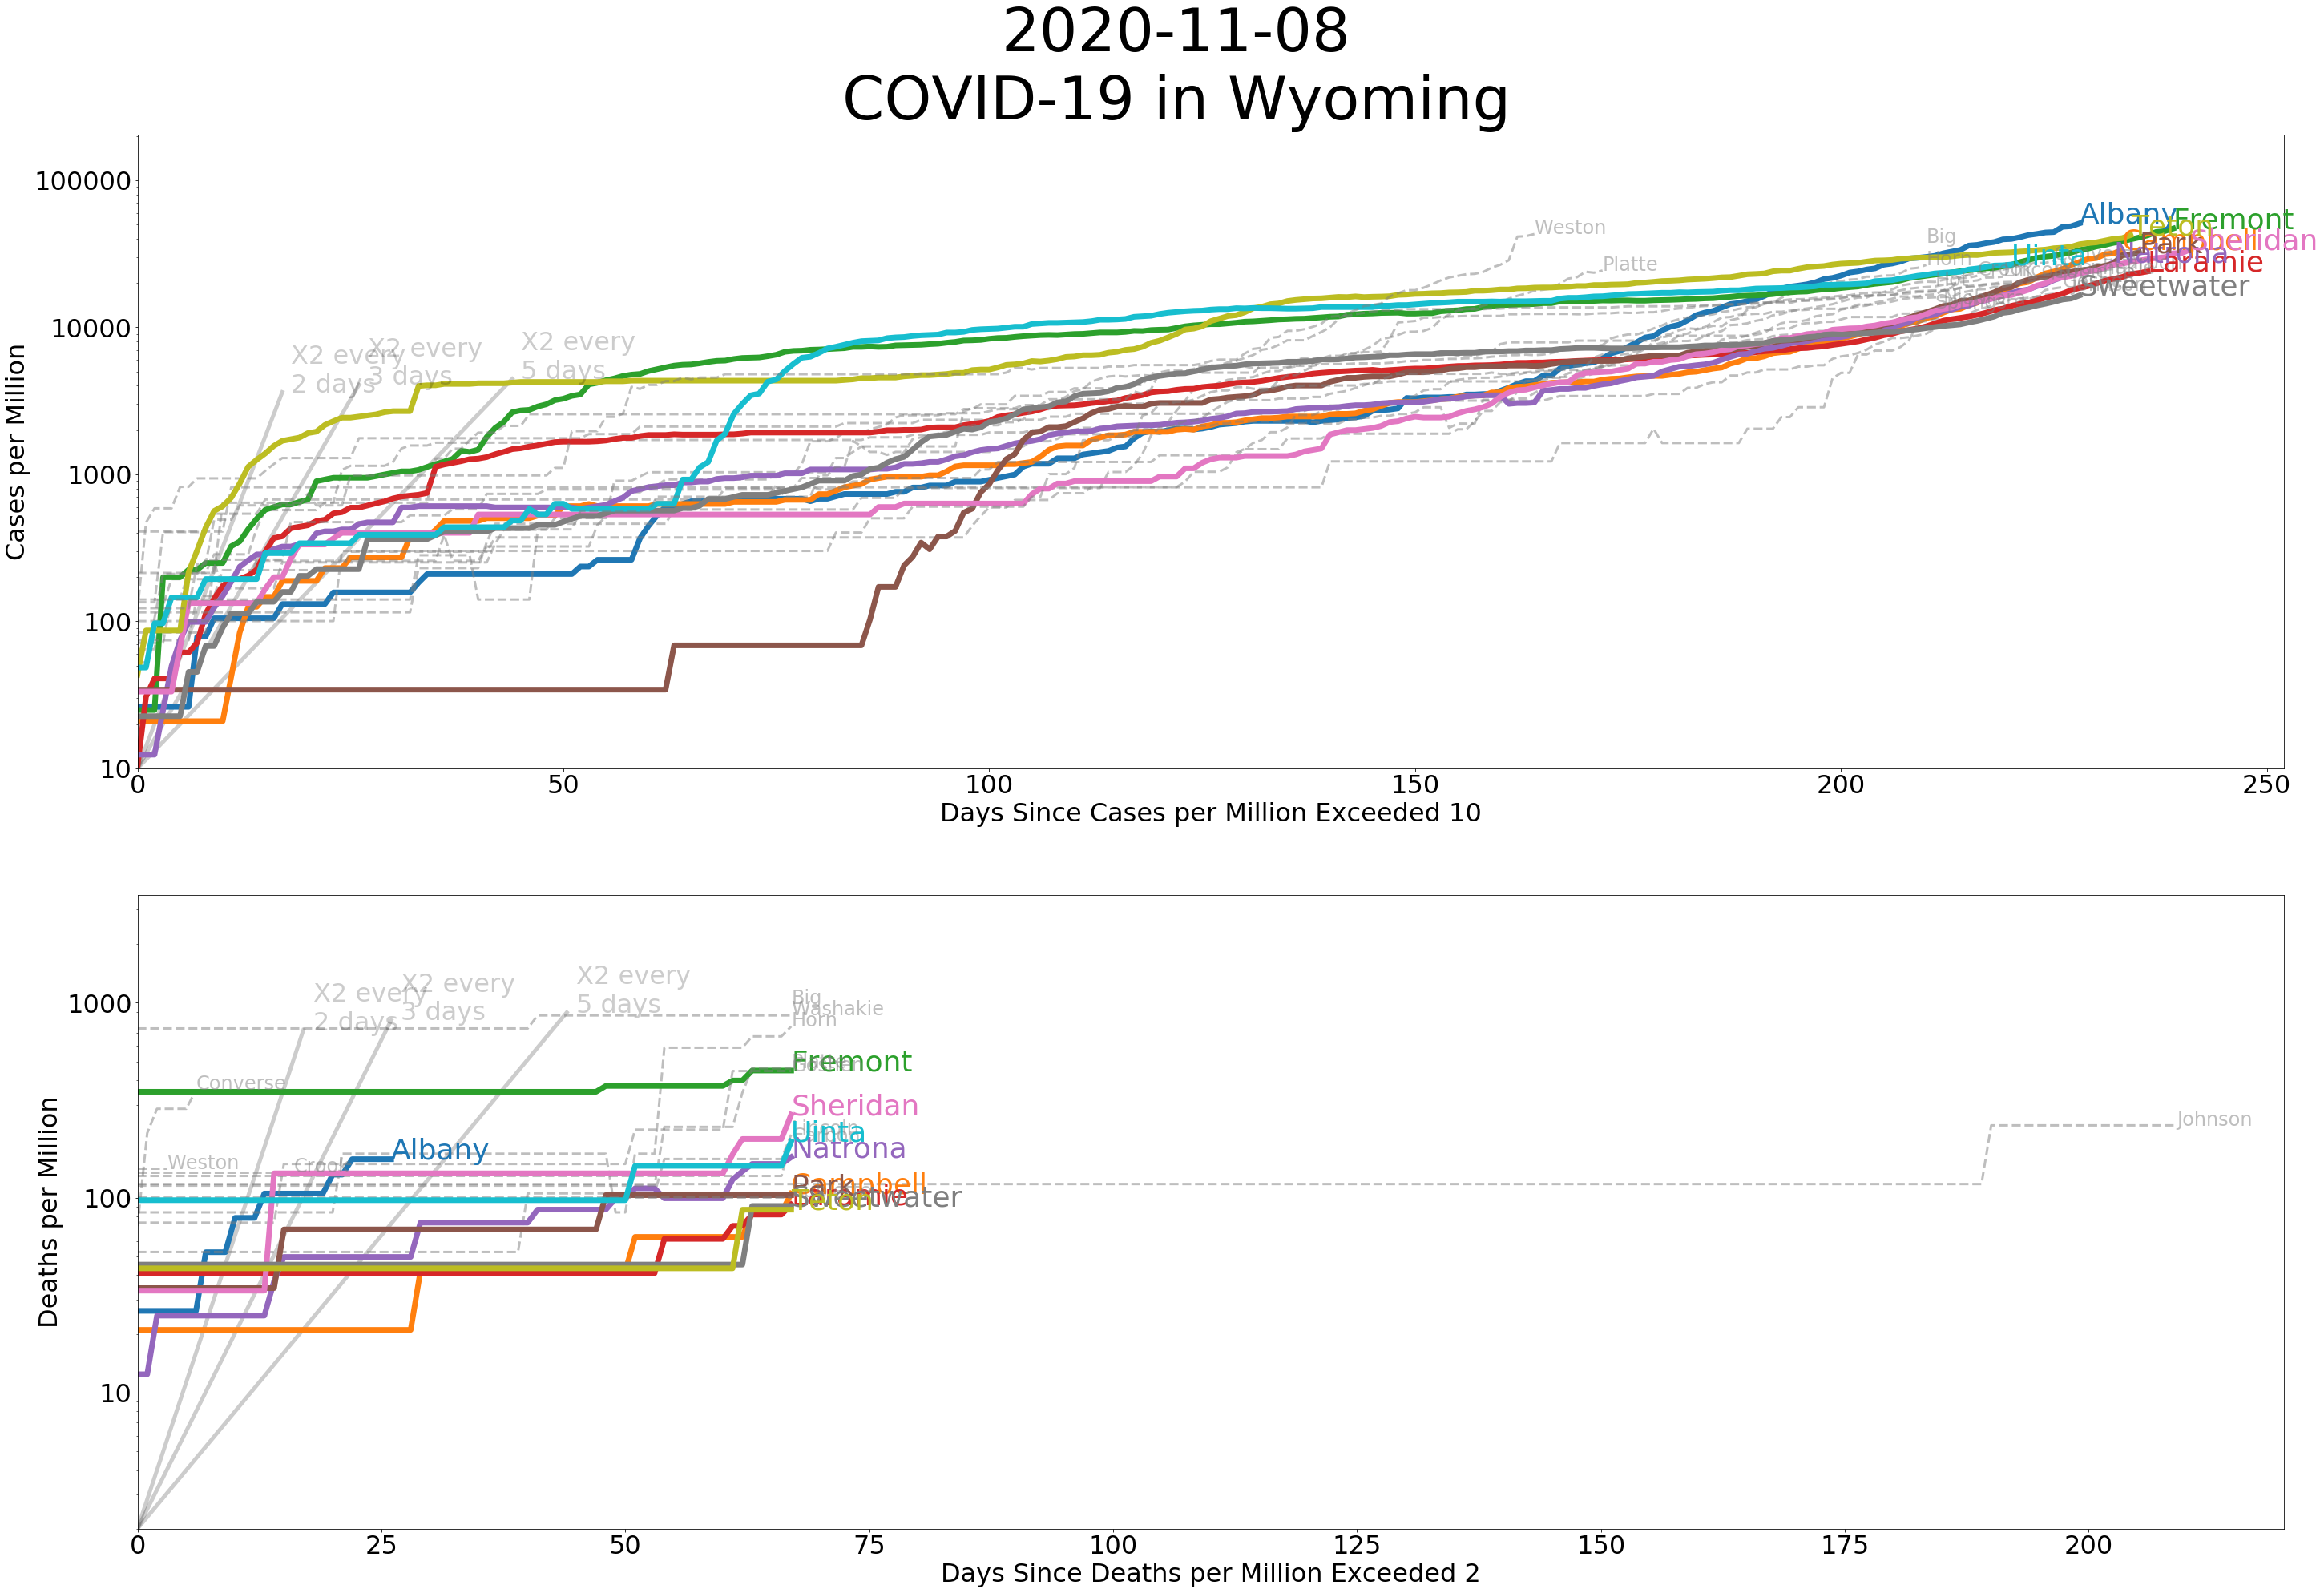 2020-11-08
COVID-19 in Wyoming
100000
10000
1000
100
10
Cases per Million
X2 every
2 days
X2 every
3 days
X2 every
5 days
Weston
Platte
Big
Horn
Albany
Fremont
Teton
Campbell
Sheridan
Park
Uinta
Natrona
Laramie
Sweetwater
0
50
100
150
200
250
Days Since Cases per Million Exceeded 10
1000
100
10
Deaths per Million
X2 every
2 days
X2 every
3 days
X2 every
5 days
Big
Washakie
Horn
Converse
Fremont
Sheridan
Johnson
Uinta
Natrona
Albany
Weston
Crook
Campbell
Park
Laramie
Sweetwater
Teton
0
25
50
75
100
125
150
175
200
Days Since Deaths per Million Exceeded 2